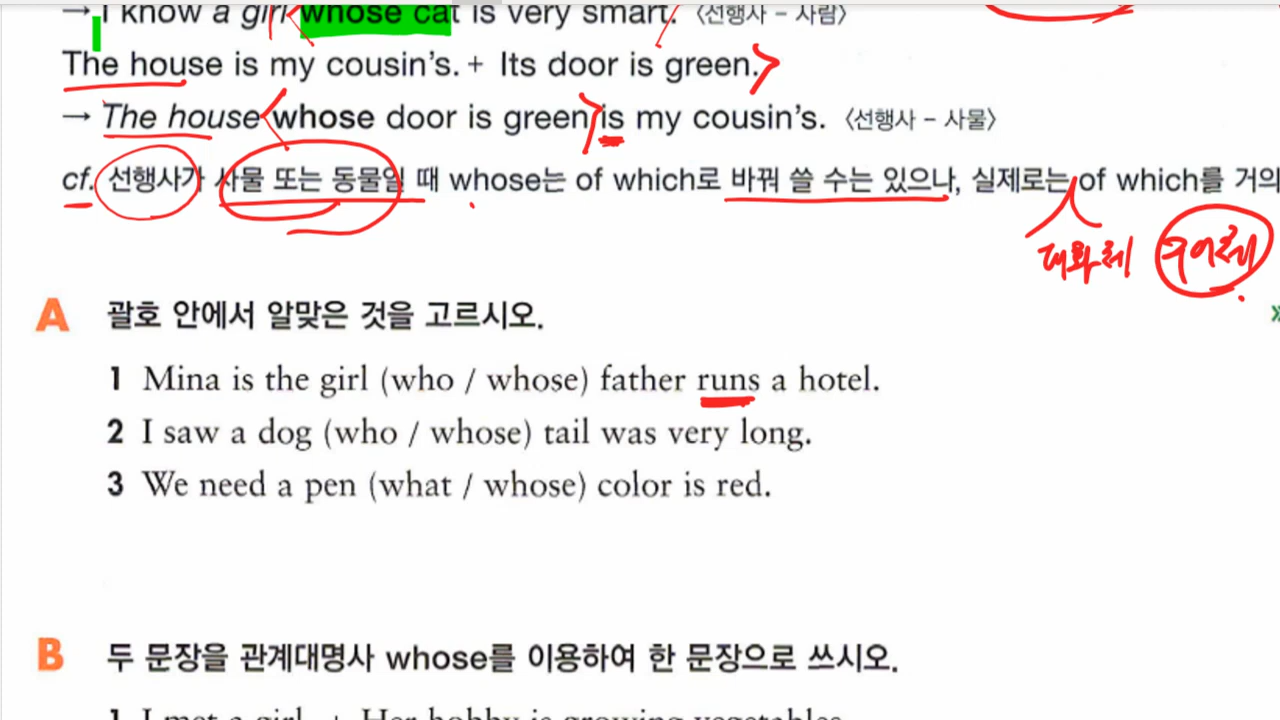 → I know a girl whose cat is very smart. 〈선행사 – 사람〉
The house is my cousin's. + Its door is green.
→ The house whose door is green is my cousin's. 〈선행사 – 사물〉
cf. 선행사가 사물 또는 동물일 때 whose는 of which로 바꿔 쓸 수는 있으나, 실제로는 of which를 거의
대화체 구어체
A 괄호 안에서 알맞은 것을 고르시오.
1 Mina is the girl (who / whose) father runs a hotel.
2 I saw a dog (who / whose) tail was very long.
3 We need a pen (what / whose) color is red.
B 두 문장을 관계대명사 whose를 이용하여 한 문장으로 쓰시오.
1 I met a girl. + Her hobby is growing vegetables.